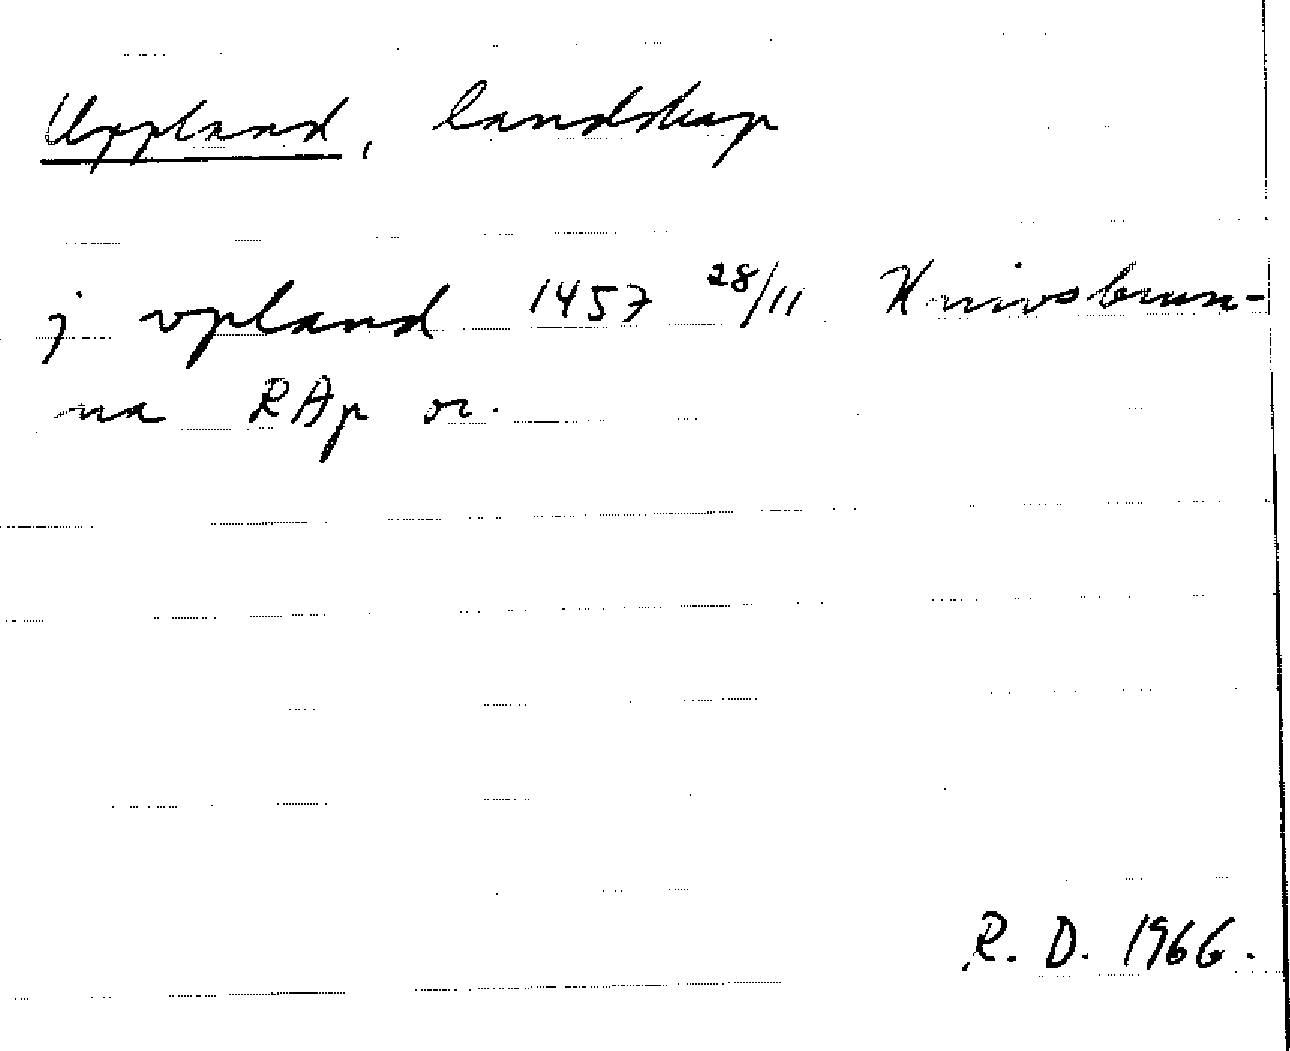 Uppland, landskap
j vpland 1457 28/11 Knivsbrun-
na RAp or.
R. D. 1966.